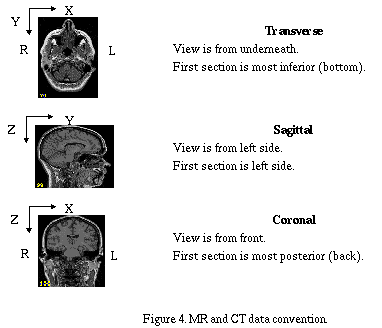 X
Y
R
L
Transverse
View is from underneath.
First section is most inferior (bottom).
Y
Z
Sagittal
View is from left side.
First section is left side.
X
Z
R
L
Coronal
View is from front.
First section is most posterior (back).
Figure 4. MR and CT data convention